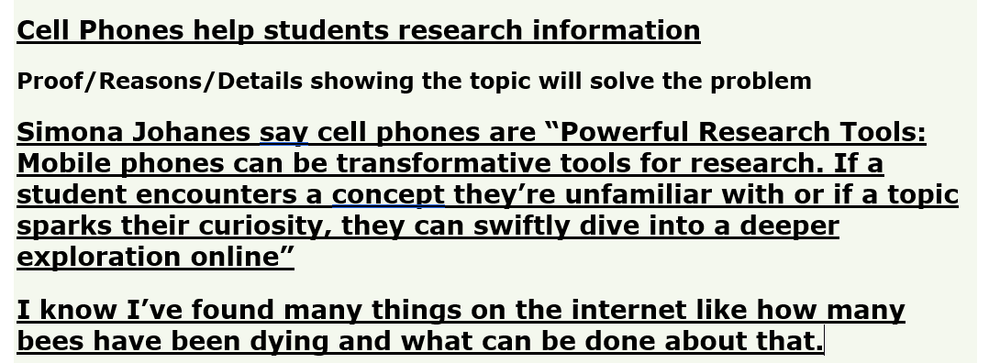 Cell Phones help students research information
Proof/Reasons/Details showing the topic will solve the problem
Simona Johanes say cell phones are “Powerful Research Tools:
Mobile phones can be transformative tools for research. If a
student encounters a concept they’re unfamiliar with or if a topic
sparks their curiosity, they can swiftly dive into a deeper
exploration online”
I know I’ve found many things on the internet like how many
bees have been dying and what can be done about that.